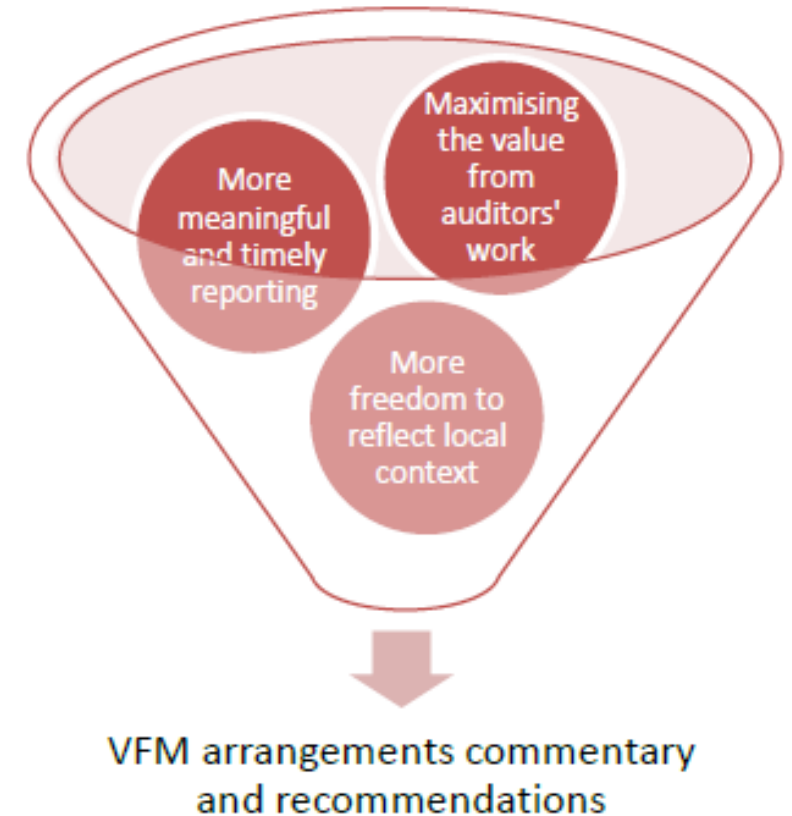 Maximising
the value
from
auditors'
work
More
meaningful
and timely
reporting
More
freedom to
reflect local
context
VFM arrangements commentary
and recommendations